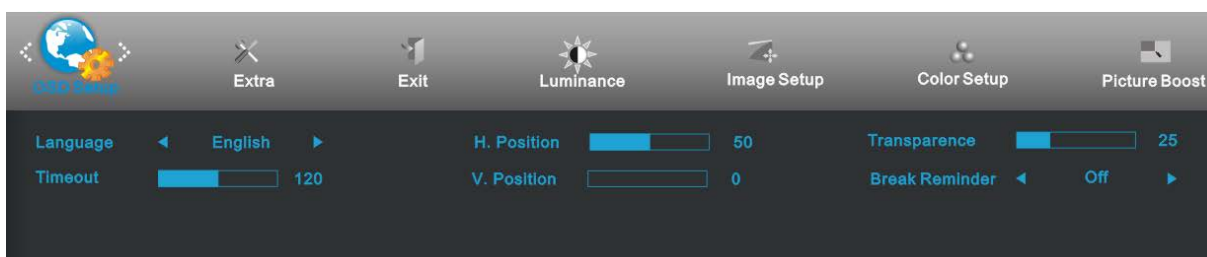 OSD Setup Extra Exit Luminance Image Setup Color Setup Picture Boost
Language English H. Position 50 Transparence 25
Timeout 120 V. Position 0 Break Reminder Off